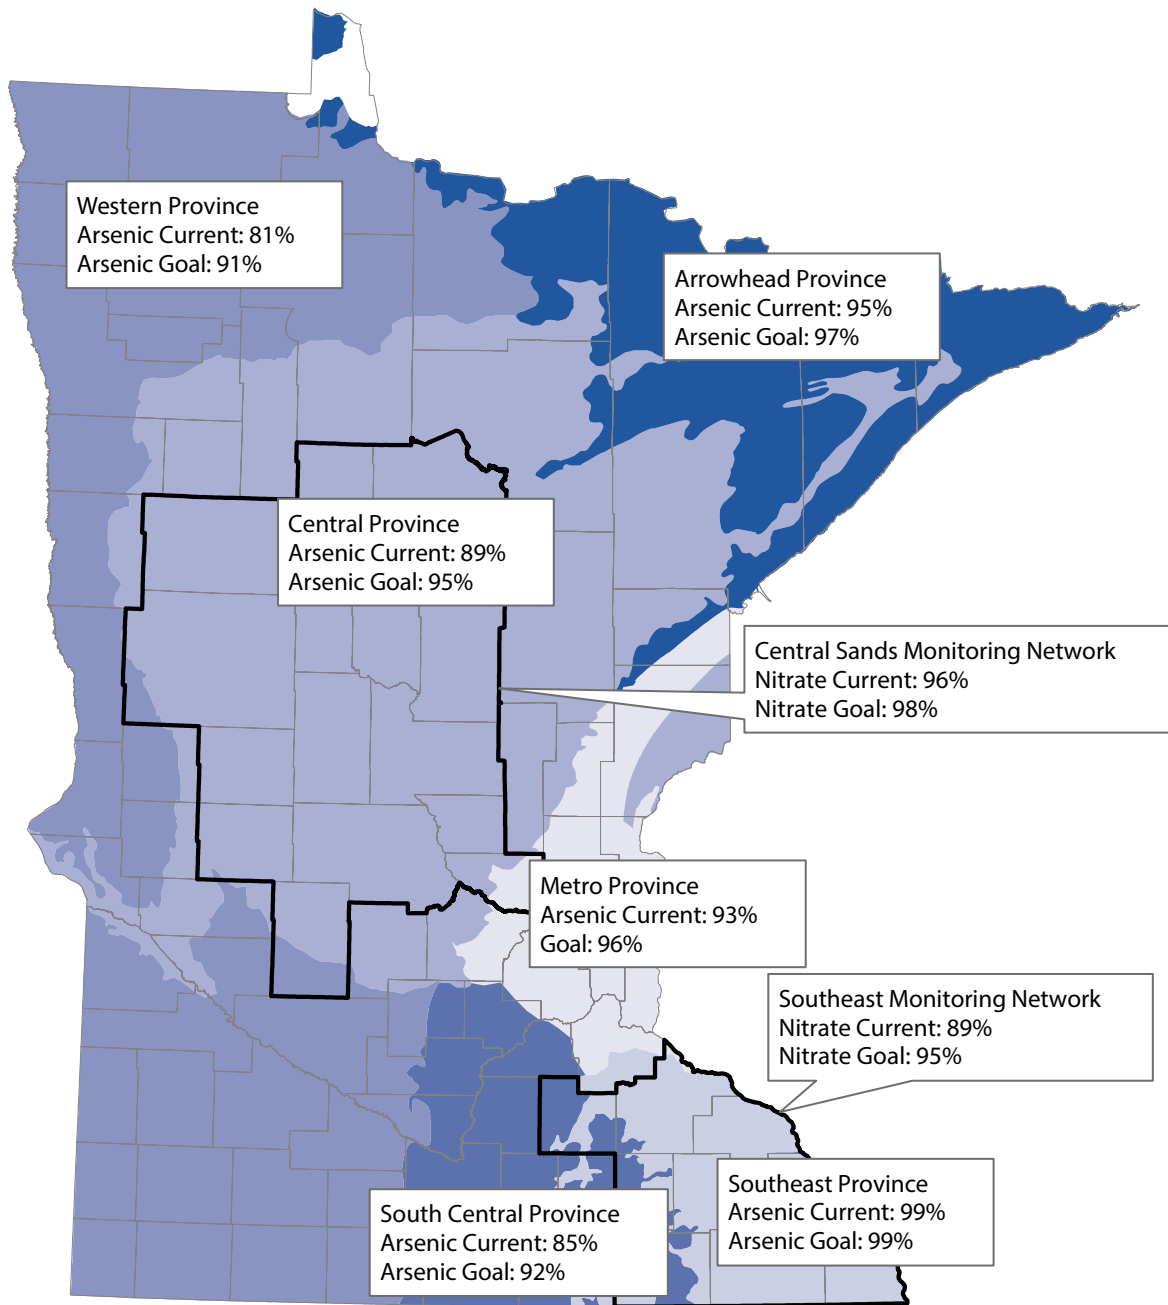 Western Province
Arsenic Current: 81%
Arsenic Goal: 91%
Arrowhead Province
Arsenic Current: 95%
Arsenic Goal: 97%
Central Province
Arsenic Current: 89%
Arsenic Goal: 95%
Central Sands Monitoring Network
Nitrate Current: 96%
Nitrate Goal: 98%
Metro Province
Arsenic Current: 93%
Goal: 96%
Southeast Monitoring Network
Nitrate Current: 89%
Nitrate Goal: 95%
Southeast Province
Arsenic Current: 99%
Arsenic Goal: 99%
South Central Province
Arsenic Current: 85%
Arsenic Goal: 92%